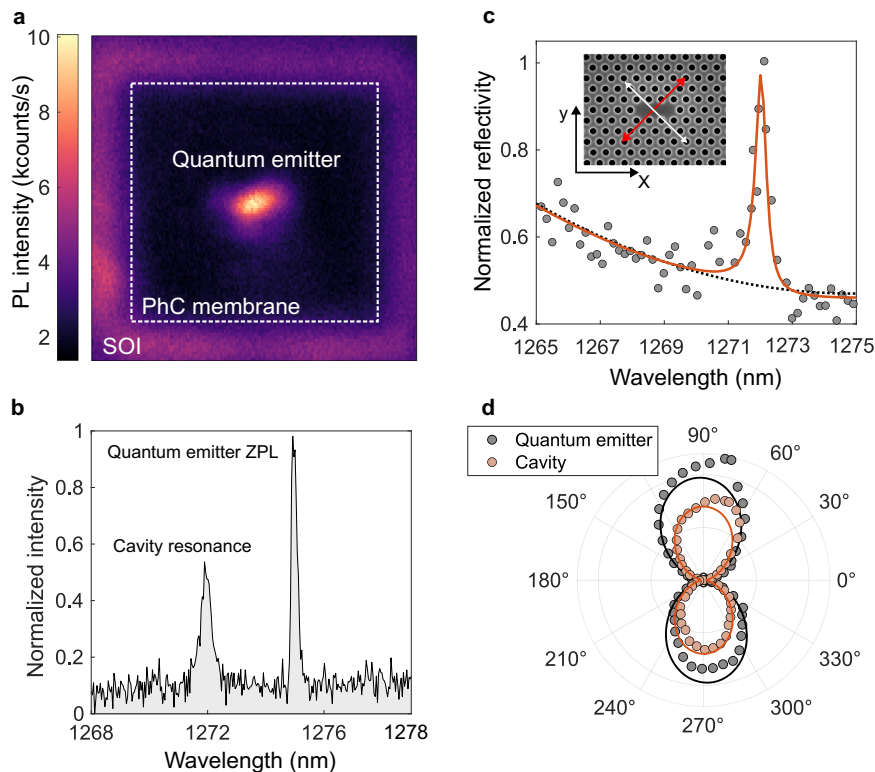 a
PL intensity (kcounts/s)
10
8
6
4
2
Quantum emitter
PhC membrane
SOI
b
Normalized intensity
1
0.8
0.6
0.4
0.2
0
Quantum emitter ZPL
Cavity resonance
1268
1272
1276
1278
Wavelength (nm)
c
Normalized reflectivity
1
0.8
0.6
0.4
y
X
1265
1267
1269
1271
1273
1275
Wavelength (nm)
d
Quantum emitter
Cavity
90°
60°
30°
0°
330°
300°
270°
240°
210°
180°
150°